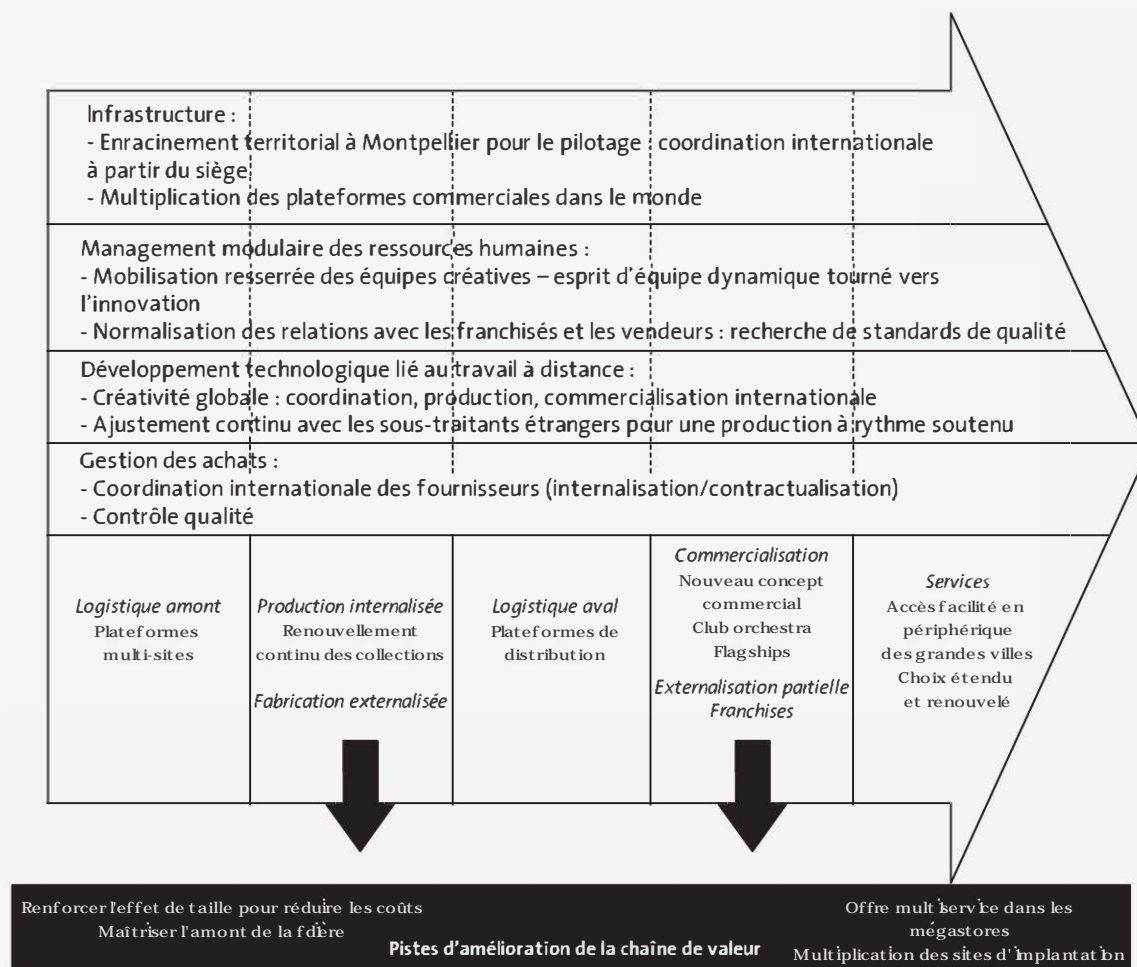 Infrastructure :
- Enracinement territorial à Montpellier pour le pilotage : coordination internationale
à partir du siège
- Multiplication des plateformes commerciales dans le monde
Management modulaire des ressources humaines :
- Mobilisation resserrée des équipes créatives – esprit d'équipe dynamique tourné vers
l'innovation
- Normalisation des relations avec les franchisés et les vendeurs : recherche de standards de qualité
Développement technologique lié au travail à distance :
- Créativité globale : coordination, production, commercialisation internationale
- Ajustement continu avec les sous-traitants étrangers pour une production à rythme soutenu
Gestion des achats :
- Coordination internationale des fournisseurs (internalisation/contractualisation)
- Contrôle qualité
Logistique amont
Plateformes
multi-sites
Production internalisée
Renouvellement
continu des collections
Fabrication externalisée
Logistique aval
Plateformes de
distribution
Commercialisation
Nouveau concept
commercial
Club orchestra
Flagships
Externalisation partielle
Franchises
Services
Accès facilité en
périphérique
des grandes villes
Choix étendu
et renouvelé
Renforcer l'effet de taille pour réduire les coûts
Maîtriser l'amont de la fdière
Pistes d'amélioration de la chaîne de valeur
Offre multiservice dans les
mégastores
Multiplication des sites d'implantation